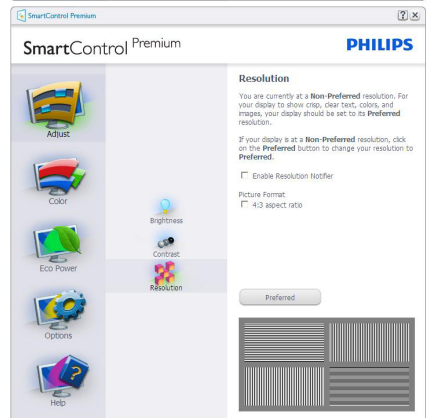 SmartControl Premium
SmartControl Premium
PHILIPS
Adjust
Color
Eco Power
Options
Help
Brightness
Contrast
Resolution
Resolution
You are currently at a Non-Preferred resolution. For
your display to show crisp, clear text, colors, and
images, your display should be set to its Preferred
resolution.
If your display is at a Non-Preferred resolution, click
on the Preferred button to change your resolution to
Preferred.
Enable Resolution Notifier
Picture Format
4:3 aspect ratio
Preferred